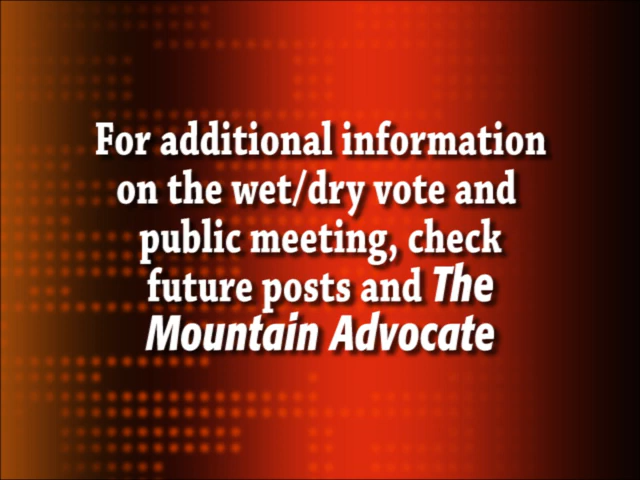 For additional information
on the wet/dry vote and
public meeting, check
future posts and The
Mountain Advocate